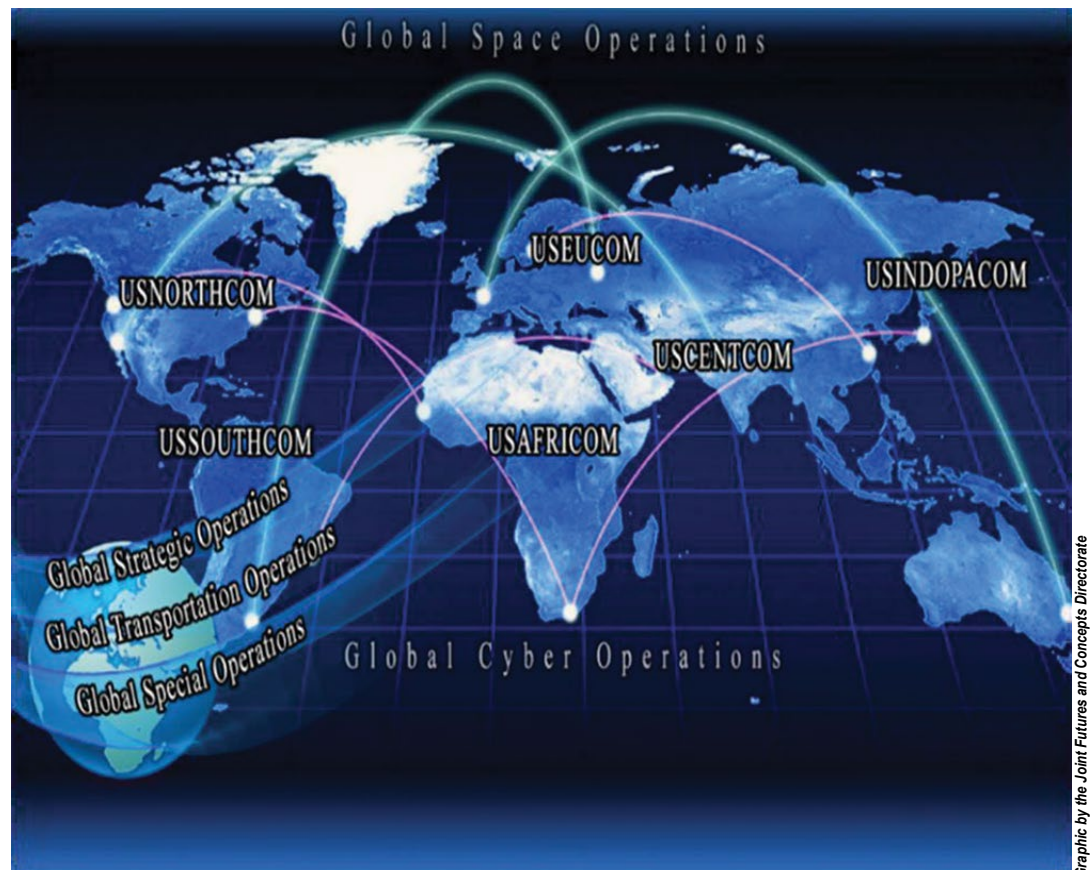 Global Space Operations
USEUCOM
USINDOPACOM
USNORTHCOM
USCENTCOM
USSOUTHCOM
USAFRICOM
Global Strategic Operations
Global Transportation Operations
Global Special Operations
Global Cyber Operations
Graphic by the Joint Futures and Concepts Directorate